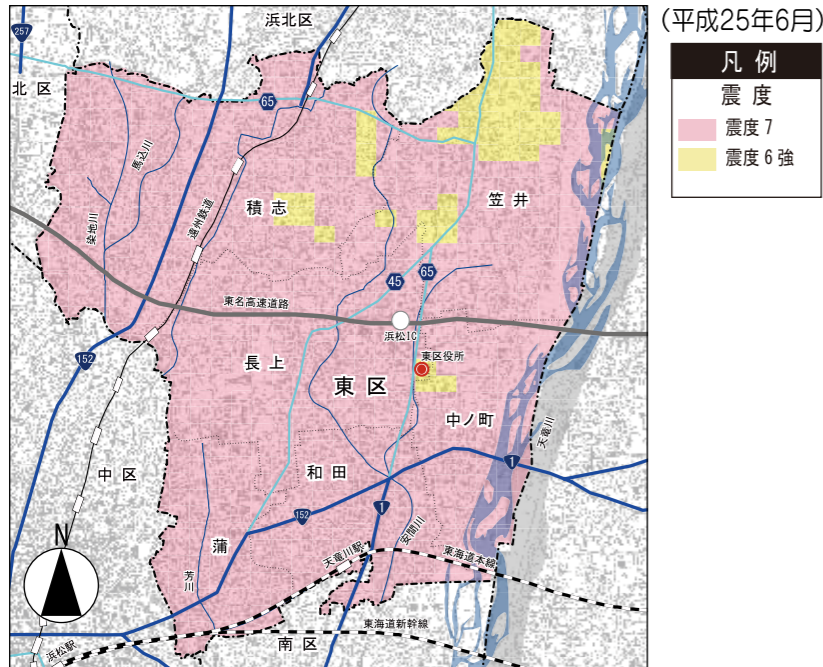 (平成25年6月)
凡 例
震 度
震度 7
震度 6 強
浜北区
257
北 区
65
馬込川
遠州鉄道
染地川
積 志
笠 井
45
65
東名高速道路
浜松IC
152
長 上
東区役所
東 区
中ノ町
天竜川
中 区
和 田
1
152
1
安間川
N
蒲
芳川
天竜川駅
東海道本線
東海道新幹線
南 区
浜松駅